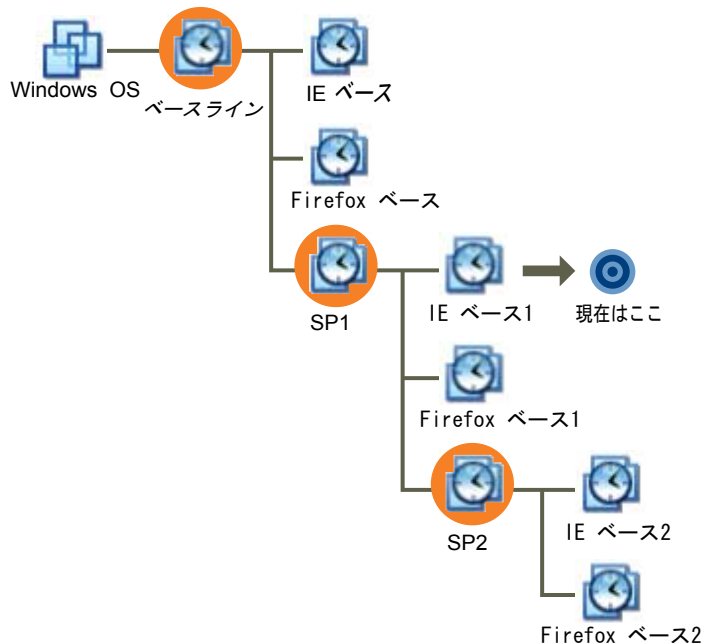 Windows OS
ベースライン
IE ベース
Firefox ベース
SP1
IE ベース1
現在はここ
Firefox ベース1
SP2
IE ベース2
Firefox ベース2